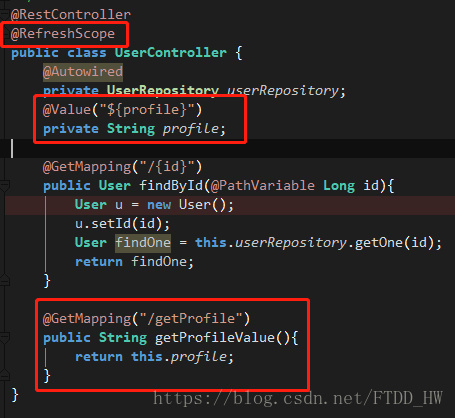 @RestController
@RefreshScope
public class UserController {
@Autowired
private UserRepository userRepository;
@Value("${profile}")
private String profile;
@GetMapping("/{id}")
public User findById(@PathVariable Long id){
User u = new User();
u.setId(id);
User findOne = this.userRepository.getOne(id);
return findOne;
}
@GetMapping("/getProfile")
public String getProfileValue(){
return this.profile;
}
}
https://blog.csdn.net/FTDD_HW